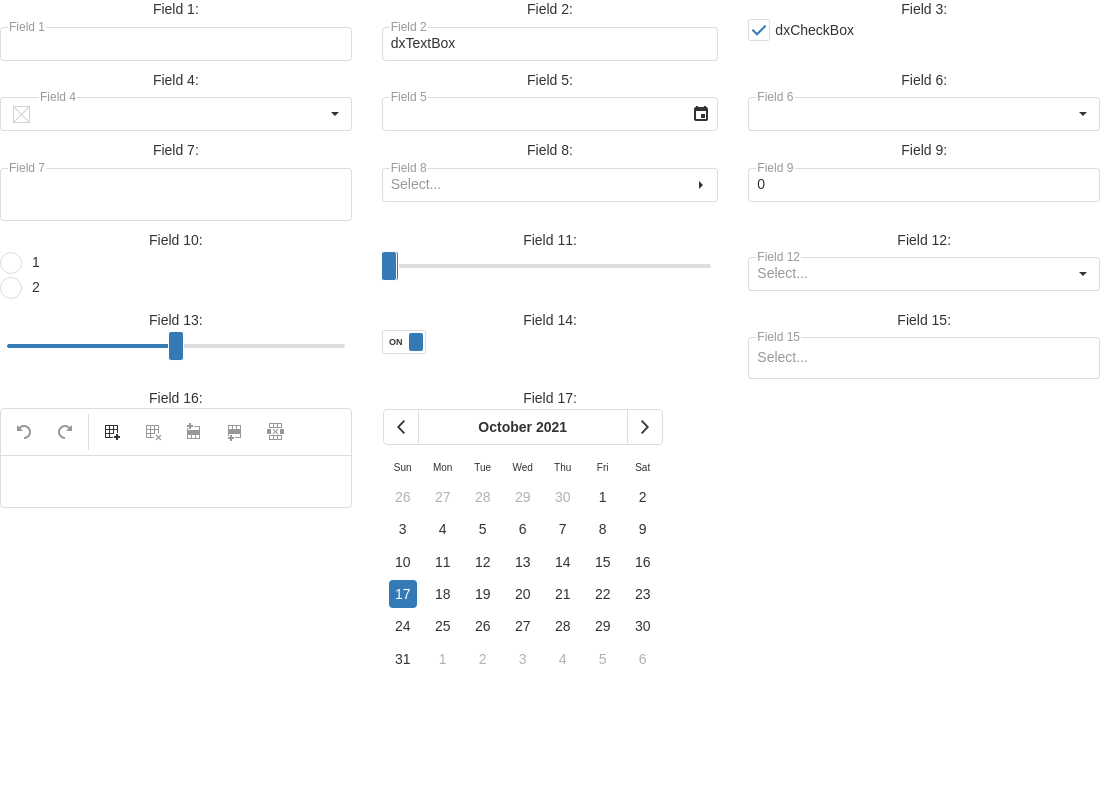 Field 1:
Field 1
Field 2:
Field 2
dxTextBox
Field 3:
dxCheckBox
Field 4:
Field 4
Field 5:
Field 5
Field 6:
Field 6
Field 7:
Field 7
Field 8:
Field 8
Select...
Field 9:
Field 9
0
Field 10:
1
2
Field 11:
Field 12:
Field 12
Select...
Field 13:
Field 14:
ON
Field 15:
Field 15
Select...
Field 16:
Field 17:
October 2021
Sun Mon Tue Wed Thu Fri Sat
26 27 28 29 30 1 2
3 4 5 6 7 8 9
10 11 12 13 14 15 16
17 18 19 20 21 22 23
24 25 26 27 28 29 30
31 1 2 3 4 5 6